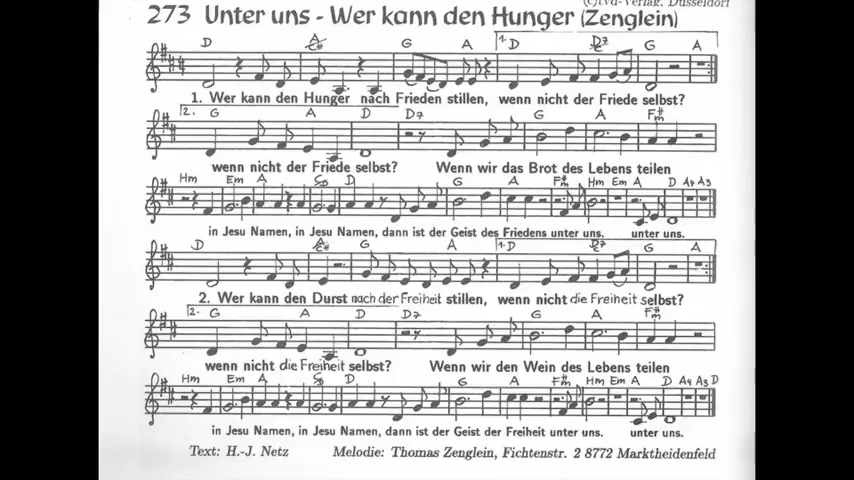 (c)tvd-Verlag, Düsseldorf
273 Unter uns - Wer kann den Hunger (Zenglein)
D G A 1. D G A
1. Wer kann den Hunger nach Frieden stillen, wenn nicht der Friede selbst?
2. G A D D7 G A F#m
wenn nicht der Friede selbst? Wenn wir das Brot des Lebens teilen
Hm Em A D G A F#m Hm Em A D A4 A3
in Jesu Namen, in Jesu Namen, dann ist der Geist des Friedens unter uns. unter uns.
D G A 1. D G A
2. Wer kann den Durst nach der Freiheit stillen, wenn nicht die Freiheit selbst?
2. G A D D7 G A F#m
wenn nicht die Freiheit selbst? Wenn wir den Wein des Lebens teilen
Hm Em A D G A F#m Hm Em A D A4 A3 D
in Jesu Namen, in Jesu Namen, dann ist der Geist der Freiheit unter uns. unter uns.
Text: H.-J. Netz Melodie: Thomas Zenglein, Fichtenstr. 2 8772 Marktheidenfeld